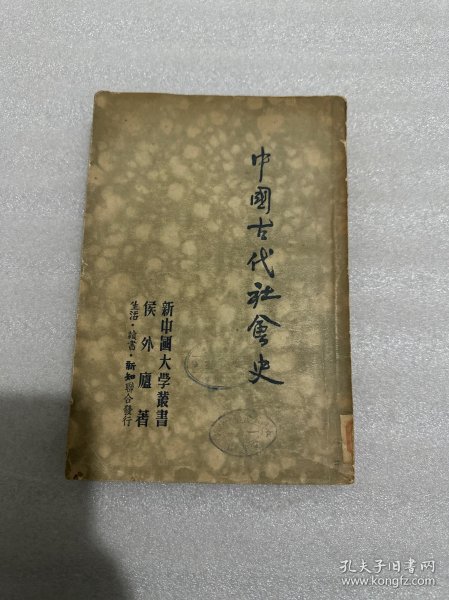 中國古代社會史
新中國大學叢書
侯外廬著
生活·讀書·新知聯合發行
孔夫子旧书网
www.kongfz.com